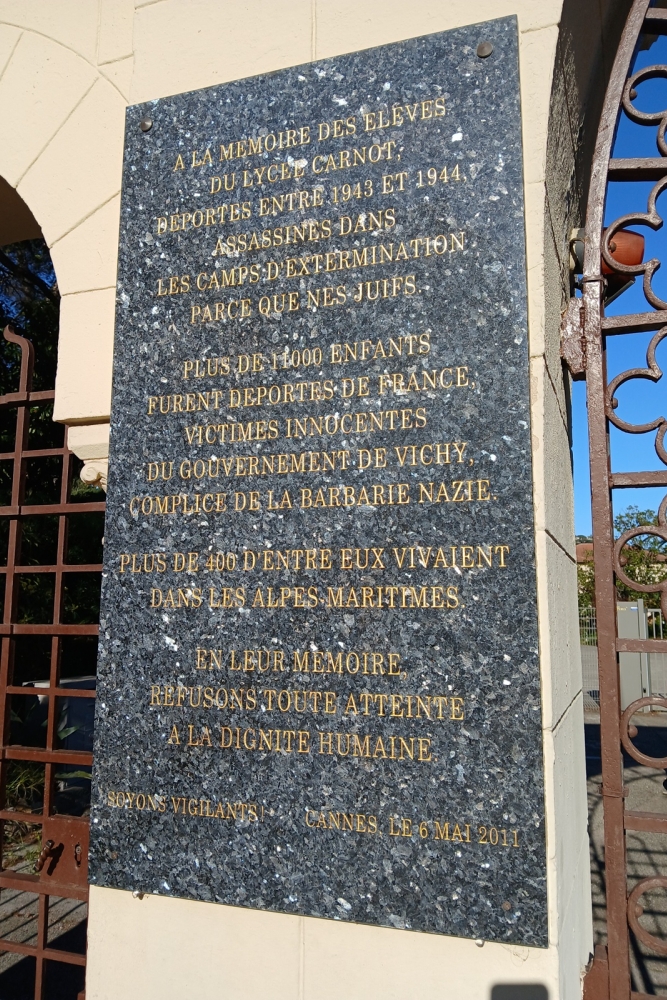 A LA MEMOIRE DES ELÈVES
DU LYCEE CARNOT,
DEPORTES ENTRE 1943 ET 1944,
ASSASSINES DANS
LES CAMPS D'EXTERMINATION
PARCE QUE NES JUIFS.
PLUS DE 11000 ENFANTS
FURENT DEPORTES DE FRANCE,
VICTIMES INNOCENTES
DU GOUVERNEMENT DE VICHY,
COMPLICE DE LA BARBARIE NAZIE.
PLUS DE 400 D'ENTRE EUX VIVAIENT
DANS LES ALPES-MARITIMES.
EN LEUR MEMOIRE,
REFUSONS TOUTE ATTEINTE
A LA DIGNITE HUMAINE.
SOYONS VIGILANTS! CANNES, LE 6 MAI 2011